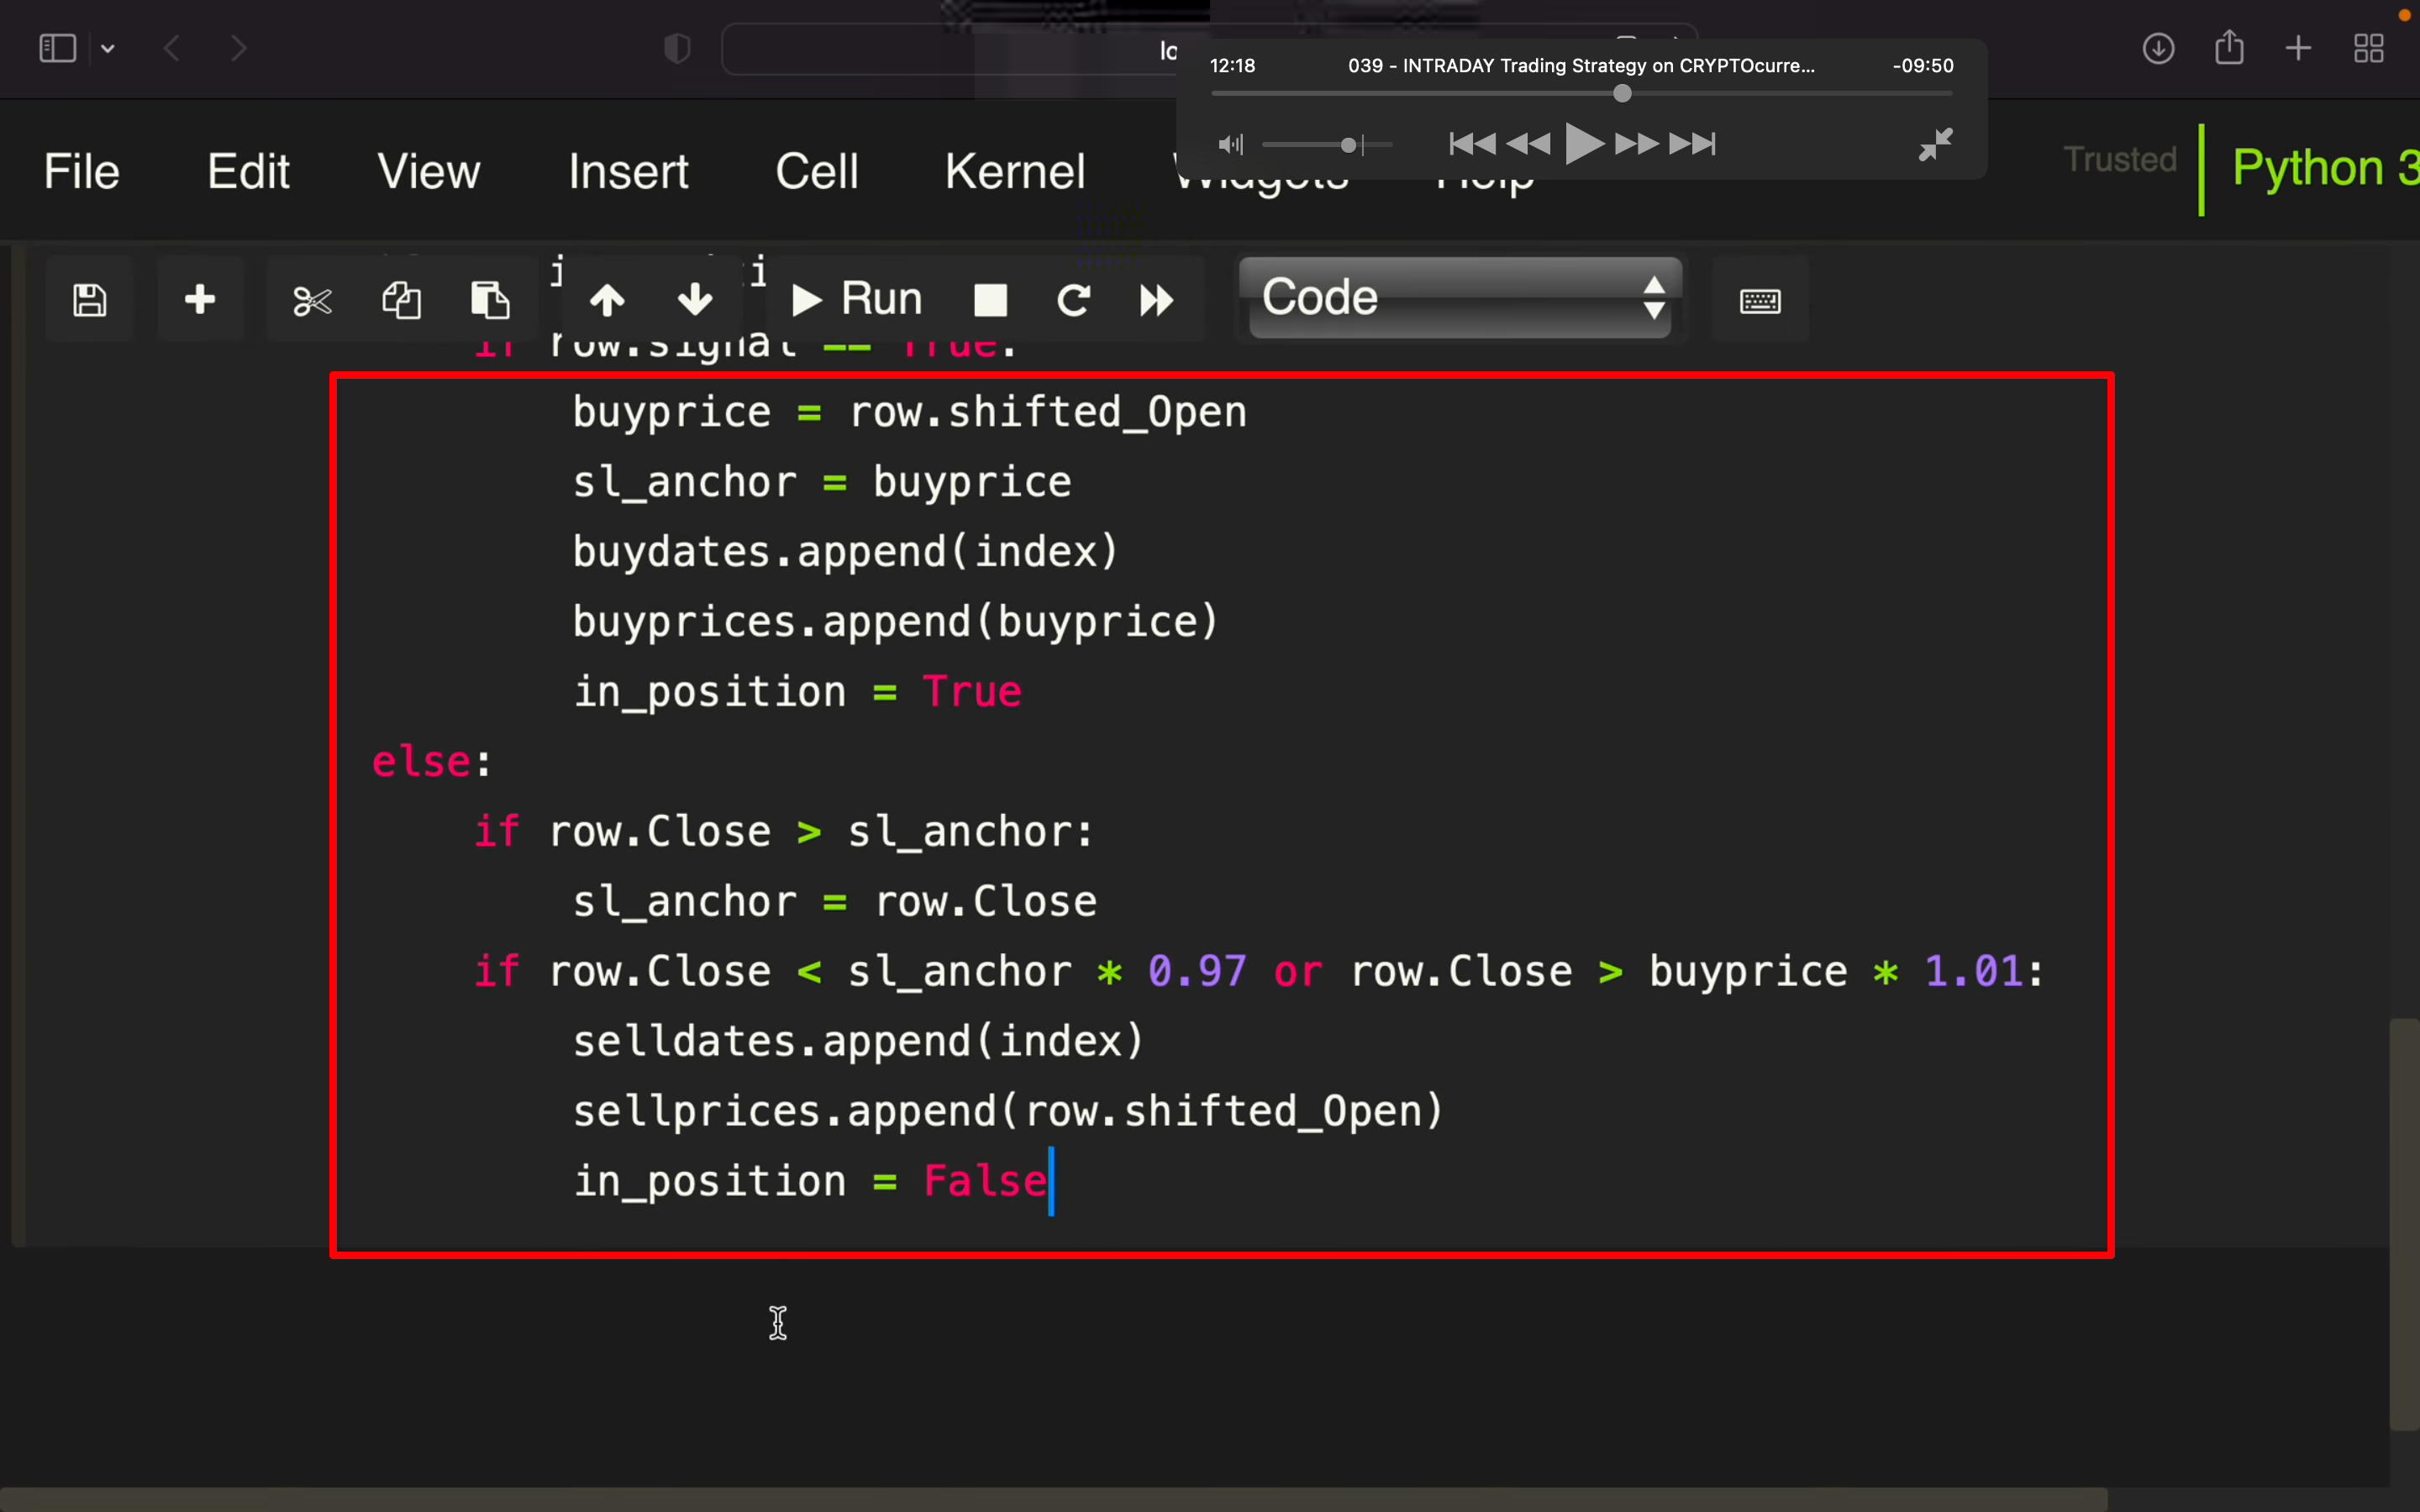 12:18 039 - INTRADAY Trading Strategy on CRYPTOcurre... -09:50
File Edit View Insert Cell Kernel Widgets Help Trusted Python 3
Run Code
if row.signal == True:
buyprice = row.shifted_Open
sl_anchor = buyprice
buydates.append(index)
buyprices.append(buyprice)
in_position = True
else:
if row.Close > sl_anchor:
sl_anchor = row.Close
if row.Close < sl_anchor * 0.97 or row.Close > buyprice * 1.01:
selldates.append(index)
sellprices.append(row.shifted_Open)
in_position = False